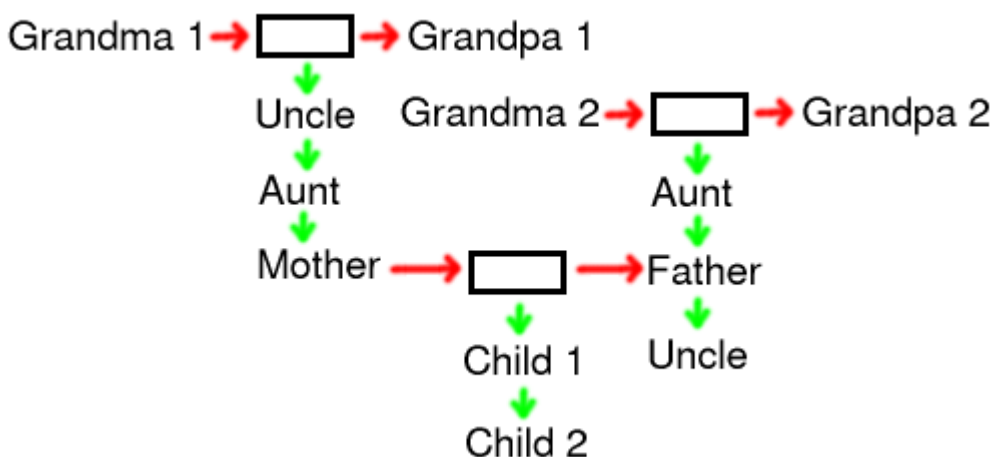 Grandma 1 Grandpa 1
Uncle Grandma 2 Grandpa 2
Aunt Aunt
Mother Father
Child 1 Uncle
Child 2